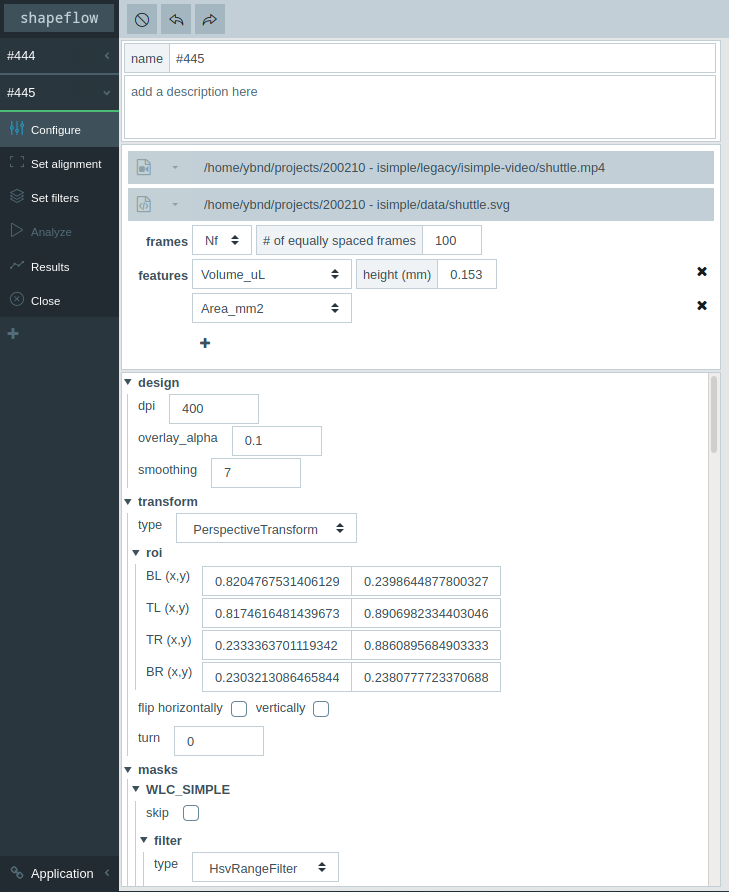 shapeflow
#444
#445
Configure
Set alignment
Set filters
Analyze
Results
Close
Application
name #445
add a description here
/home/ybnd/projects/200210 - isimple/legacy/isimple-video/shuttle.mp4
/home/ybnd/projects/200210 - isimple/data/shuttle.svg
frames Nf # of equally spaced frames 100
features Volume_uL height (mm) 0.153
Area_mm2
design
dpi 400
overlay_alpha 0.1
smoothing 7
transform
type PerspectiveTransform
roi
BL (x,y) 0.8204767531406129 0.2398644877800327
TL (x,y) 0.8174616481439673 0.8906982334403046
TR (x,y) 0.2333363701119342 0.8860895684903333
BR (x,y) 0.2303213086465844 0.2380777723370688
flip horizontally vertically
turn 0
masks
WLC_SIMPLE
skip
filter
type HsvRangeFilter